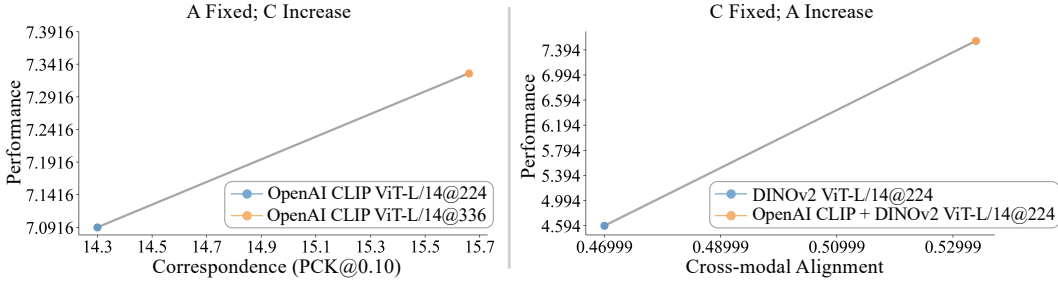 A Fixed; C Increase
Performance
7.3916
7.3416
7.2916
7.2416
7.1916
7.1416
7.0916
14.3 14.5 14.7 14.9 15.1 15.3 15.5 15.7
Correspondence (PCK@0.10)
OpenAI CLIP ViT-L/14@224
OpenAI CLIP ViT-L/14@336
C Fixed; A Increase
Performance
7.394
6.994
6.594
6.194
5.794
5.394
4.994
4.594
0.46999 0.48999 0.50999 0.52999
Cross-modal Alignment
DINOv2 ViT-L/14@224
OpenAI CLIP + DINOv2 ViT-L/14@224